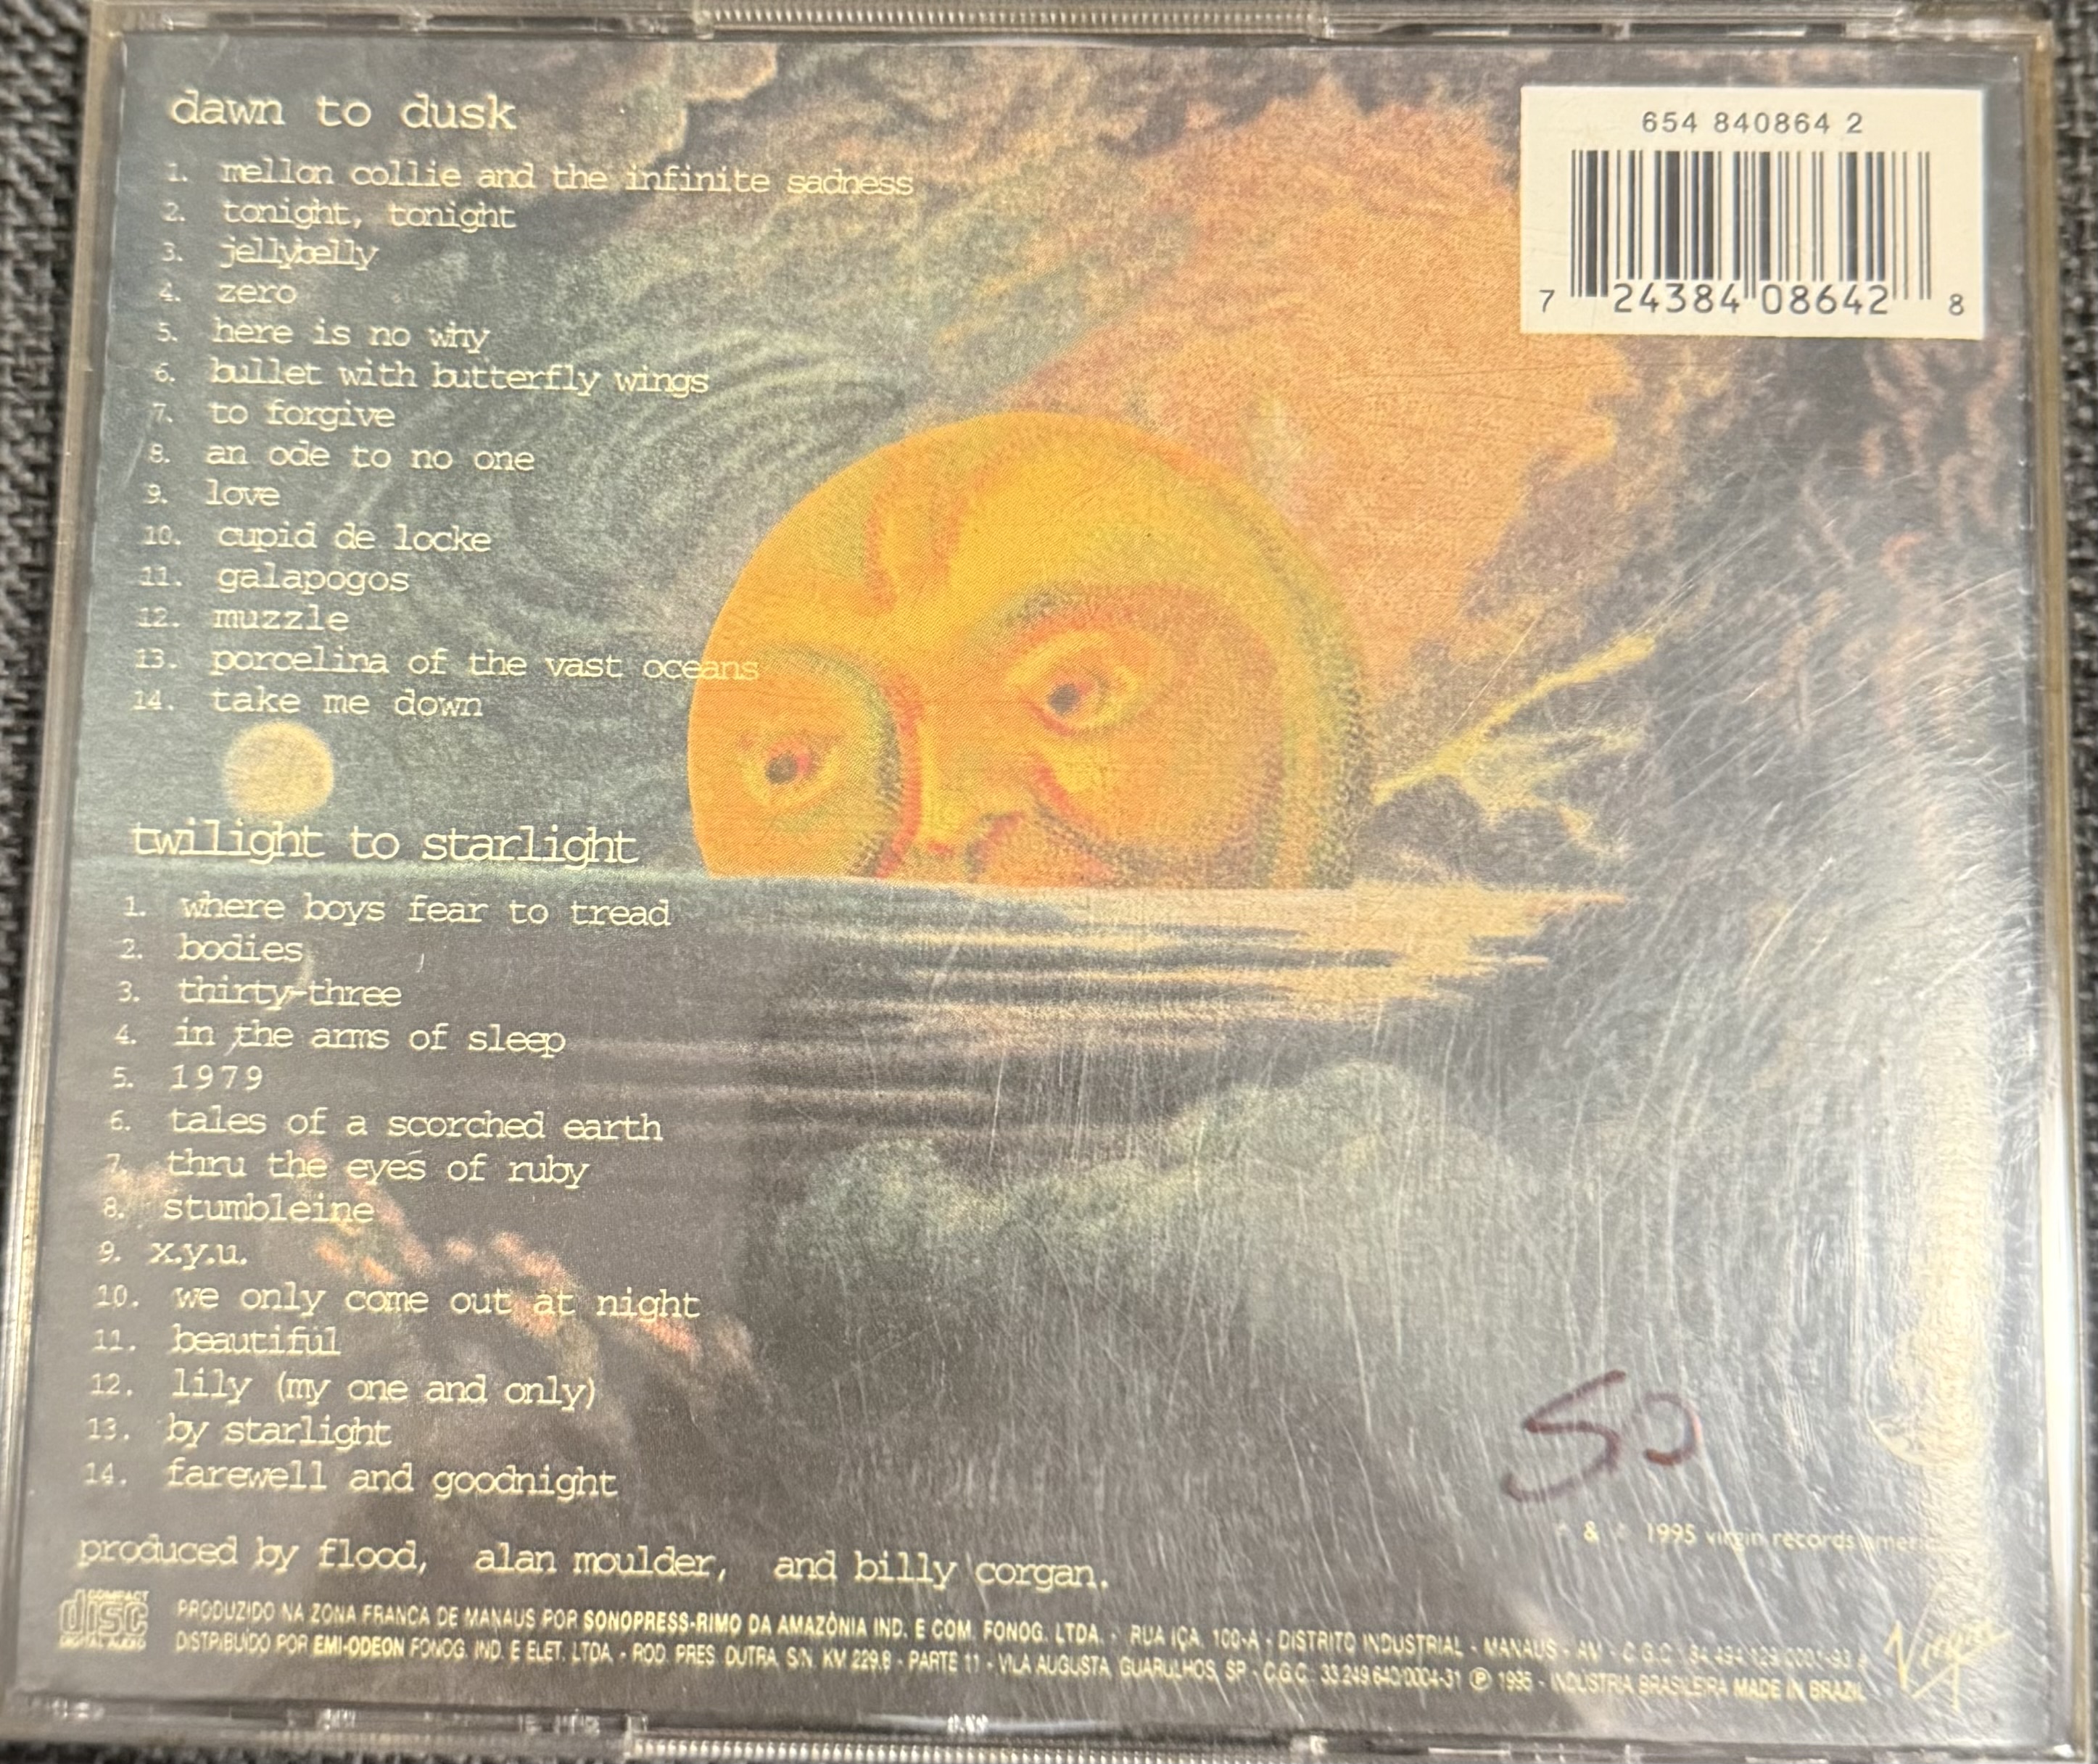 dawn to dusk
1. mellon collie and the infinite sadness
2. tonight, tonight
3. jellybelly
4. zero
5. here is no why
6. bullet with butterfly wings
7. to forgive
8. an ode to no one
9. love
10. cupid de locke
11. galapogos
12. muzzle
13. porcelina of the vast oceans
14. take me down
654 840864 2
7 24384 08642 8
twilight to starlight
1. where boys fear to tread
2. bodies
3. thirty-three
4. in the arms of sleep
5. 1979
6. tales of a scorched earth
7. thru the eyes of ruby
8. stumbleine
9. x.y.u.
10. we only come out at night
11. beautiful
12. lily (my one and only)
13. by starlight
14. farewell and goodnight
50
& 1995 virgin records
produced by flood, alan moulder, and billy corgan.
COMPACT
disc
DIGITAL AUDIO
PRODUZIDO NA ZONA FRANCA DE MANAUS POR SONOPRESS-RIMO DA AMAZÔNIA IND. E COM. FONOG. LTDA. - RUA IÇA, 100-A - DISTRITO INDUSTRIAL - MANAUS - AM - C.G.C.
DISTRIBUÍDO POR EMI-ODEON FONOG. IND. E ELET. LTDA. - ROD. PRES. DUTRA, S/N. KM 229,8 - PARTE 11 - VILA AUGUSTA, GUARULHOS, SP - C.G.C. 33.249.640/0004-31 ℗ 1995 - INDÚSTRIA BRASILEIRA MADE IN BRAZIL
Virgin